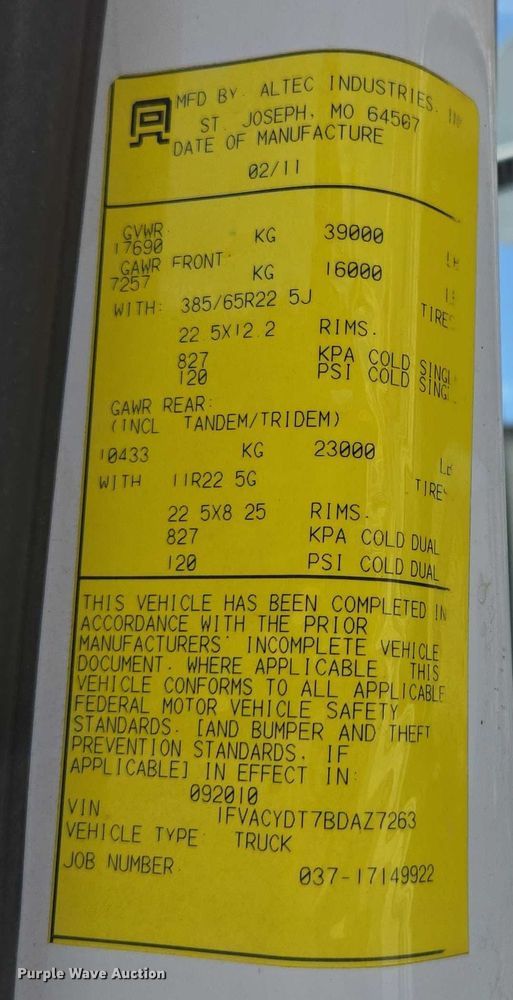 MFD BY. ALTEC INDUSTRIES.
ST. JOSEPH, MO 64507
DATE OF MANUFACTURE
02/11
GVWR
17690 KG 39000
GAWR FRONT
7257 KG 16000
WITH: 385/65R22 5J TIRES
22 5X12.2 RIMS.
827 KPA COLD SINGL
120 PSI COLD SING
GAWR REAR:
(INCL TANDEM/TRIDEM)
10433 KG 23000 LB
WITH 11R22 5G TIRES
22 5X8 25 RIMS.
827 KPA COLD DUAL
120 PSI COLD DUAL
THIS VEHICLE HAS BEEN COMPLETED IN
ACCORDANCE WITH THE PRIOR
MANUFACTURERS' INCOMPLETE VEHICLE
DOCUMENT. WHERE APPLICABLE THIS
VEHICLE CONFORMS TO ALL APPLICABLE
FEDERAL MOTOR VEHICLE SAFETY
STANDARDS. [AND BUMPER AND THEFT
PREVENTION STANDARDS, IF
APPLICABLE] IN EFFECT IN:
092010
VIN 1FVACYDT7BDAZ7263
VEHICLE TYPE: TRUCK
JOB NUMBER 037-17149922
Purple Wave Auction